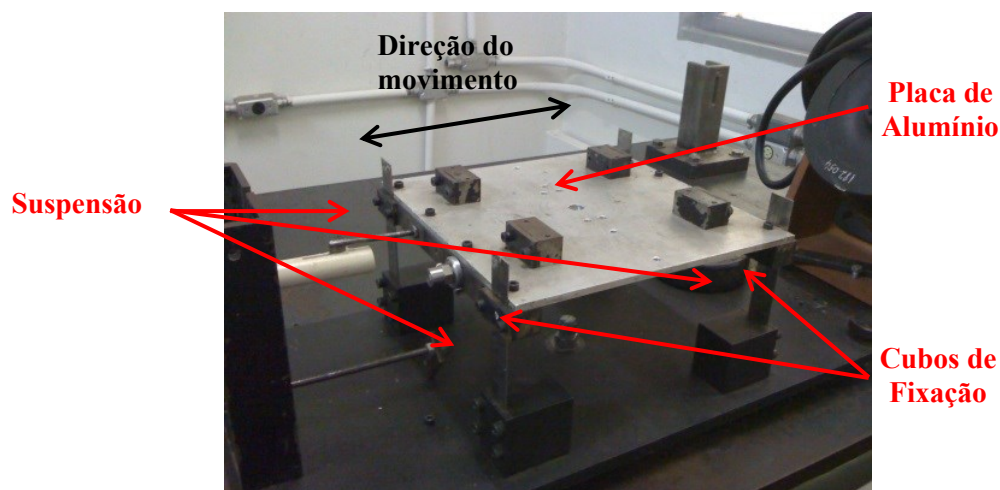 Direção do
movimento
Placa de
Alumínio
Suspensão
Cubos de
Fixação